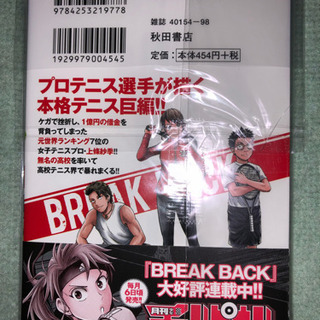 9784253219778
雑誌 40154-98
秋田書店
定価:本体454円+税
1929979004545
プロテニス選手が描く
本格テニス巨編!!
ケガで挫折し、1億円の借金を
背負ってしまった
元世界ランキング7位の
女子テニスプロ・上條紗季!!
無名の高校を率いて
高校テニス界で暴れまくる!!
BREAK BACK
『BREAK BACK』
大好評連載中!!
毎月6日頃発売!!
月刊少年